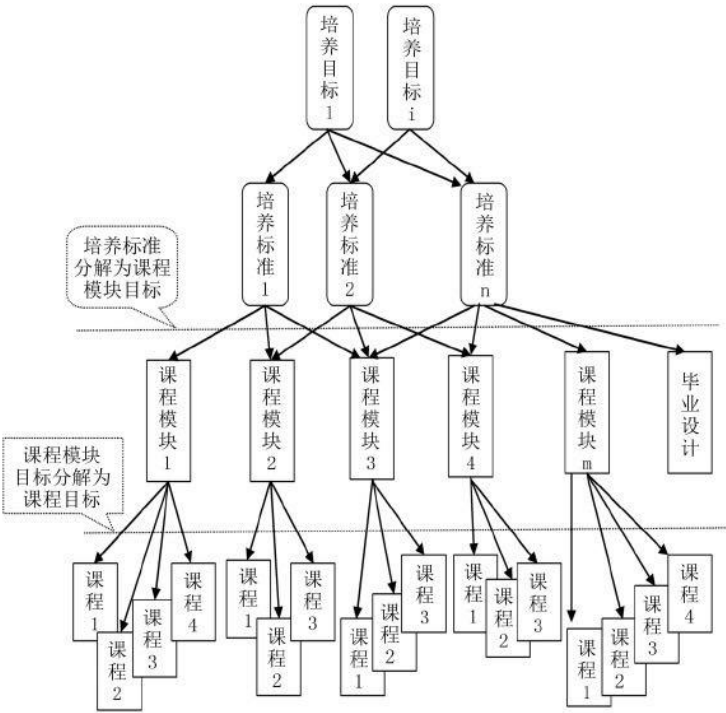 培养目标1
培养目标i
培养标准1
培养标准2
培养标准n
培养标准
分解为课程
模块目标
课程模块1
课程模块2
课程模块3
课程模块4
课程模块m
毕业设计
课程模块
目标分解为
课程目标
课程1
课程2
课程3
课程4
课程1
课程2
课程3
课程1
课程2
课程3
课程1
课程2
课程3
课程1
课程2
课程3
课程4